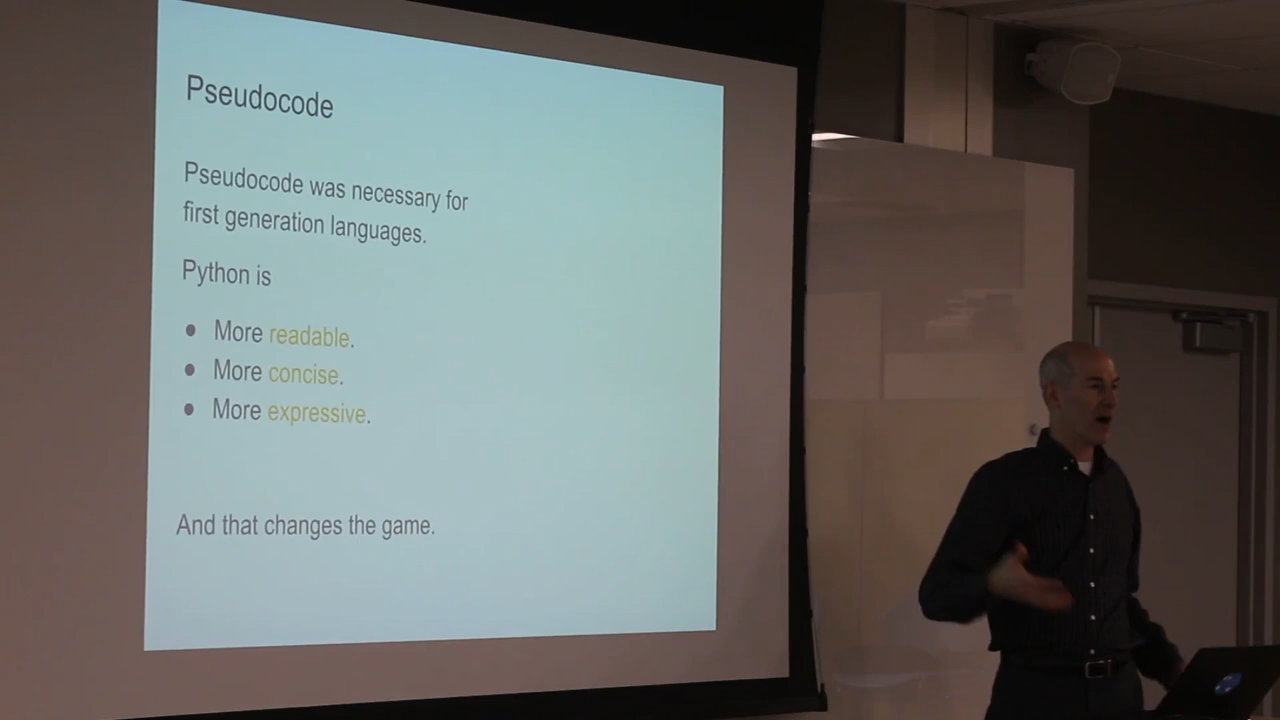 Pseudocode
Pseudocode was necessary for
first generation languages.
Python is
● More readable.
● More concise.
● More expressive.
And that changes the game.